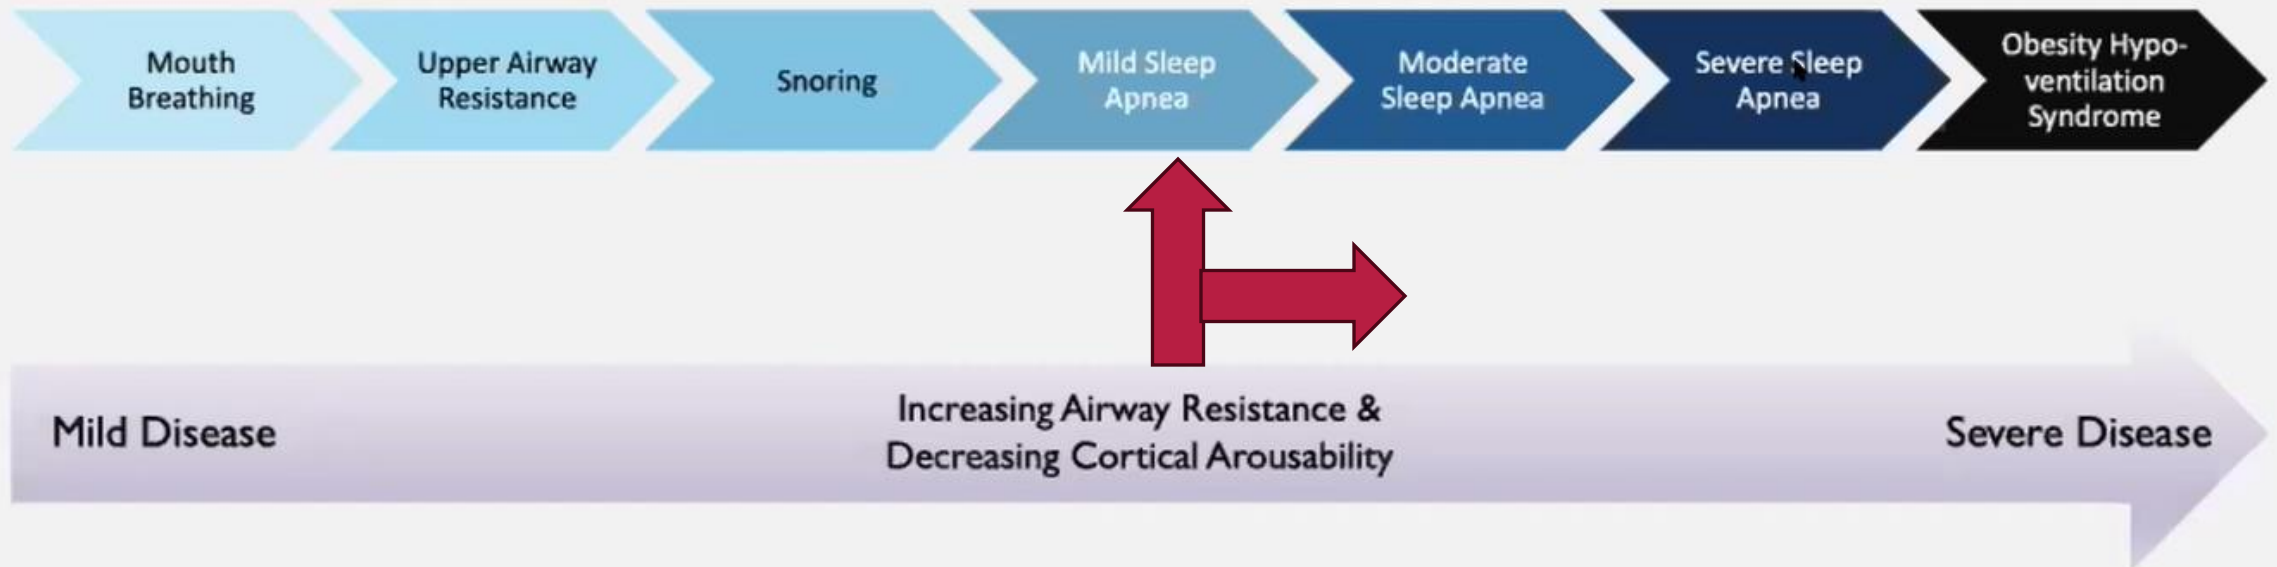 Mouth
Breathing
Upper Airway
Resistance
Snoring
Mild Sleep
Apnea
Moderate
Sleep Apnea
Severe Sleep
Apnea
Obesity Hypo-
ventilation
Syndrome
Mild Disease
Increasing Airway Resistance &
Decreasing Cortical Arousability
Severe Disease